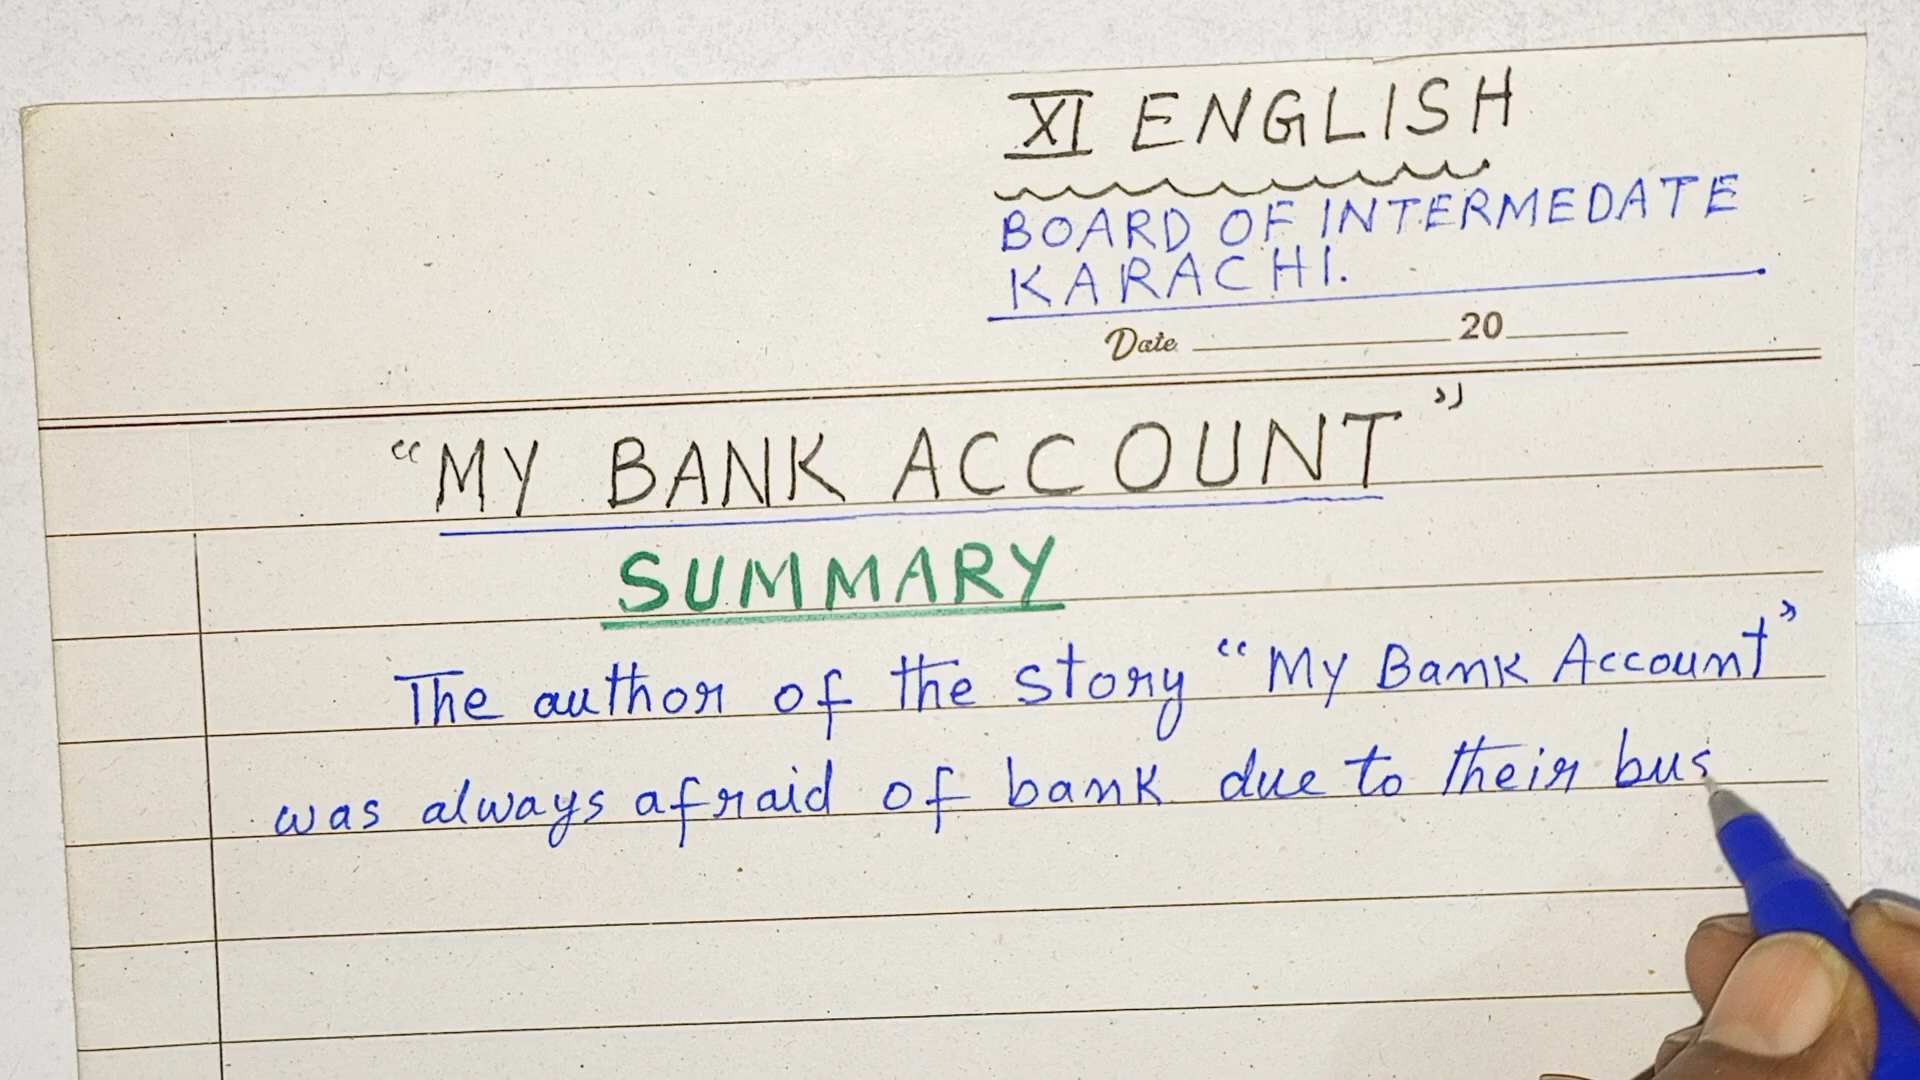 XI ENGLISH
BOARD OF INTERMEDATE
KARACHI.
Date 20
“MY BANK ACCOUNT”
SUMMARY
The author of the story “My Bank Account”
was always afraid of bank due to their bus